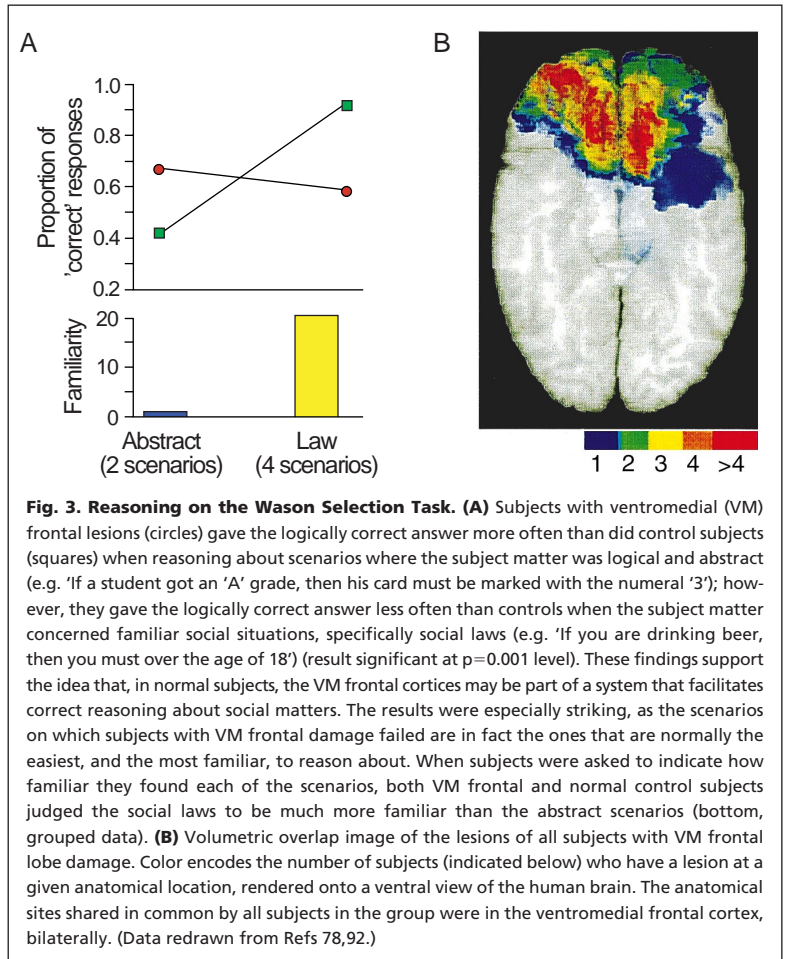 A
B
Proportion of
'correct' responses
1.0
0.8
0.6
0.4
0.2
Familiarity
20
10
0
Abstract
(2 scenarios)
Law
(4 scenarios)
1 2 3 4 >4
Fig. 3. Reasoning on the Wason Selection Task. (A) Subjects with ventromedial (VM)
frontal lesions (circles) gave the logically correct answer more often than did control subjects
(squares) when reasoning about scenarios where the subject matter was logical and abstract
(e.g. 'If a student got an 'A' grade, then his card must be marked with the numeral '3'); how-
ever, they gave the logically correct answer less often than controls when the subject matter
concerned familiar social situations, specifically social laws (e.g. 'If you are drinking beer,
then you must over the age of 18') (result significant at p=0.001 level). These findings support
the idea that, in normal subjects, the VM frontal cortices may be part of a system that facilitates
correct reasoning about social matters. The results were especially striking, as the scenarios
on which subjects with VM frontal damage failed are in fact the ones that are normally the
easiest, and the most familiar, to reason about. When subjects were asked to indicate how
familiar they found each of the scenarios, both VM frontal and normal control subjects
judged the social laws to be much more familiar than the abstract scenarios (bottom,
grouped data). (B) Volumetric overlap image of the lesions of all subjects with VM frontal
lobe damage. Color encodes the number of subjects (indicated below) who have a lesion at a
given anatomical location, rendered onto a ventral view of the human brain. The anatomical
sites shared in common by all subjects in the group were in the ventromedial frontal cortex,
bilaterally. (Data redrawn from Refs 78,92.)